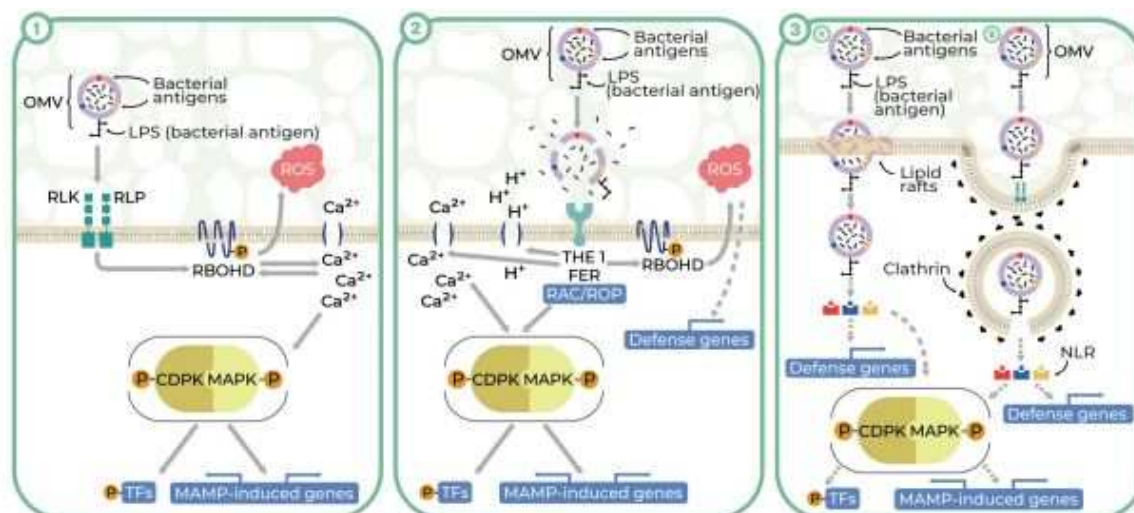 1
OMV
Bacterial
antigens
LPS (bacterial antigen)
RLK
RLP
ROS
Ca²⁺
P
RBOHD
Ca²⁺
Ca²⁺
Ca²⁺
P
CDPK
MAPK
P
P
TFs
MAMP-induced genes
2
OMV
Bacterial
antigens
LPS
(bacterial antigen)
ROS
H⁺
H⁺
H⁺
Ca²⁺
Ca²⁺
Ca²⁺
Ca²⁺
H⁺
THE 1
FER
RAC/ROP
P
RBOHD
Defense genes
P
CDPK
MAPK
P
P
TFs
MAMP-induced genes
3
Bacterial
antigens
OMV
LPS
(bacterial
antigen)
Lipid
rafts
Clathrin
NLR
Defense genes
Defense genes
P
CDPK
MAPK
P
P
TFs
MAMP-induced genes